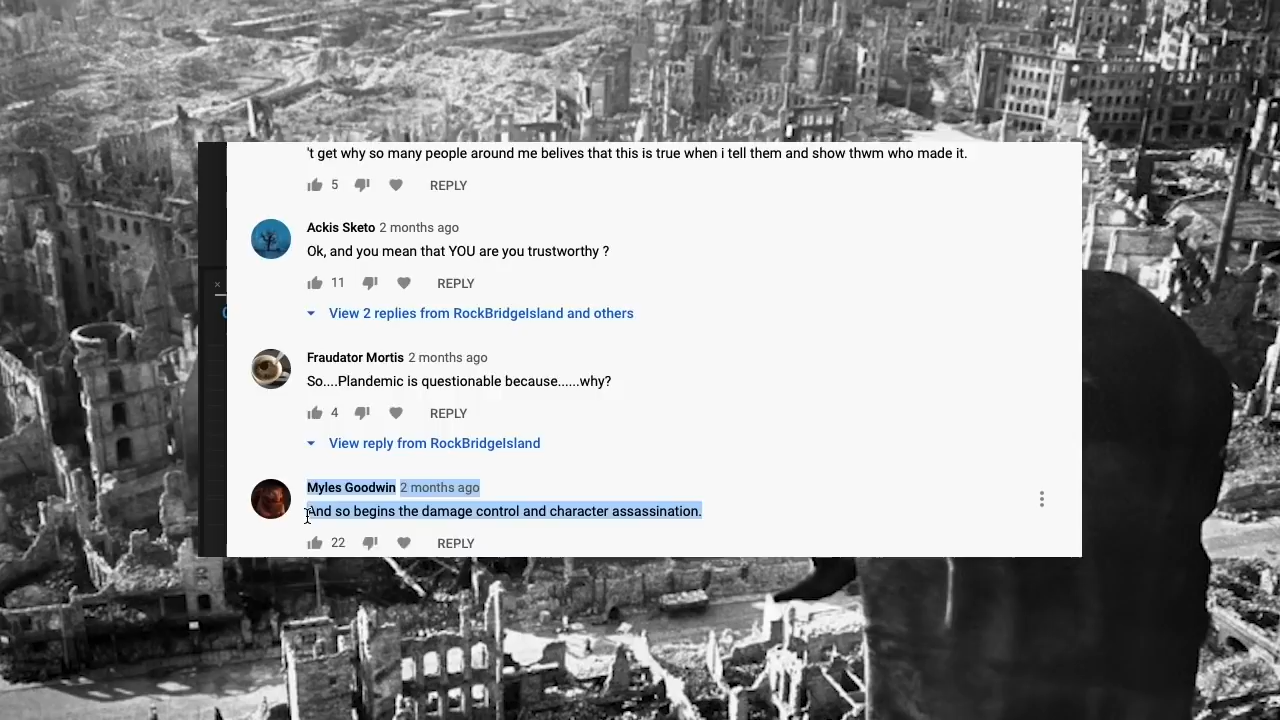 't get why so many people around me belives that this is true when i tell them and show thwm who made it.
5 REPLY
Ackis Sketo 2 months ago
Ok, and you mean that YOU are you trustworthy ?
11 REPLY
View 2 replies from RockBridgeIsland and others
Fraudator Mortis 2 months ago
So....Plandemic is questionable because......why?
4 REPLY
View reply from RockBridgeIsland
Myles Goodwin 2 months ago
And so begins the damage control and character assassination.
22 REPLY